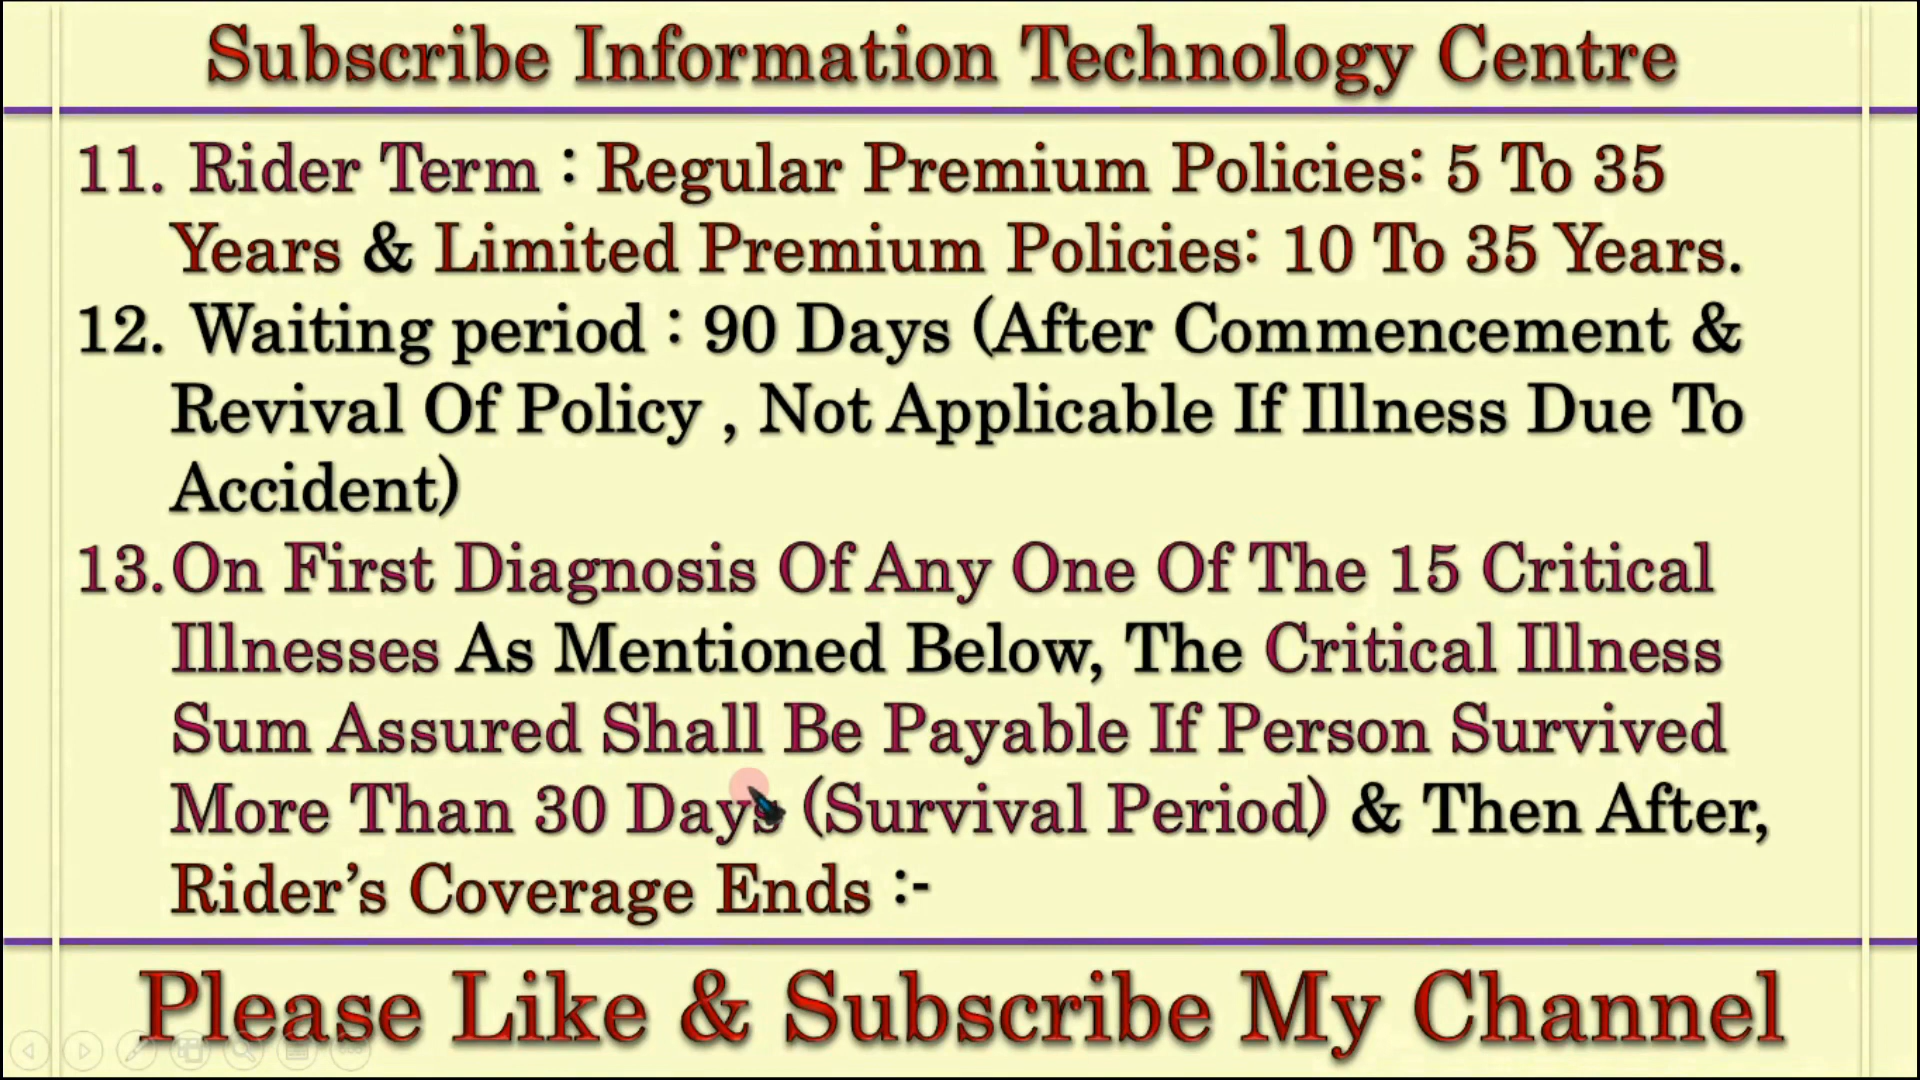 Subscribe Information Technology Centre
11. Rider Term : Regular Premium Policies: 5 To 35
Years & Limited Premium Policies: 10 To 35 Years.
12. Waiting period : 90 Days (After Commencement &
Revival Of Policy , Not Applicable If Illness Due To
Accident)
13. On First Diagnosis Of Any One Of The 15 Critical
Illnesses As Mentioned Below, The Critical Illness
Sum Assured Shall Be Payable If Person Survived
More Than 30 Days (Survival Period) & Then After,
Rider’s Coverage Ends :-
Please Like & Subscribe My Channel